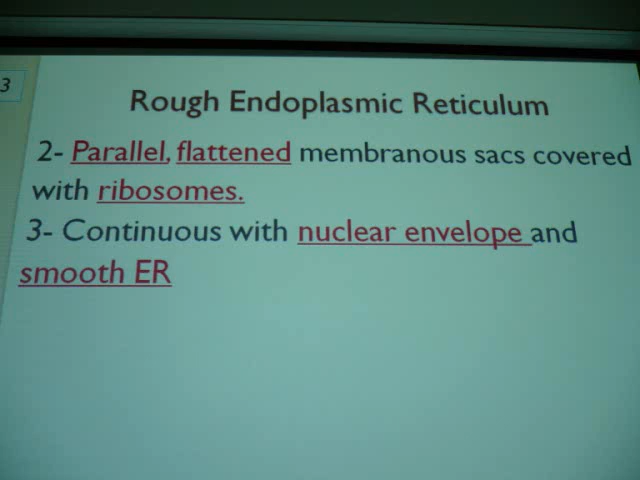 3
Rough Endoplasmic Reticulum
2- Parallel, flattened membranous sacs covered
with ribosomes.
3- Continuous with nuclear envelope and
smooth ER